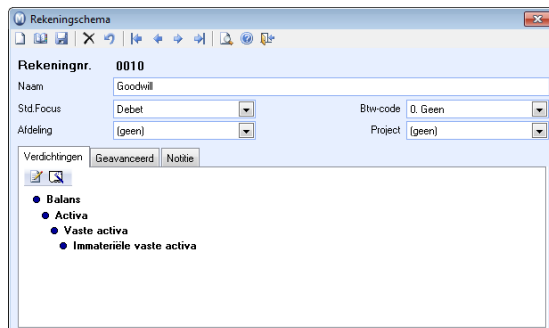 Rekeningschema
Rekeningnr. 0010
Naam Goodwill
Std.Focus Debet Btw-code 0. Geen
Afdeling (geen) Project (geen)
Verdichtingen Geavanceerd Notitie
Balans
Activa
Vaste activa
Immateriële vaste activa